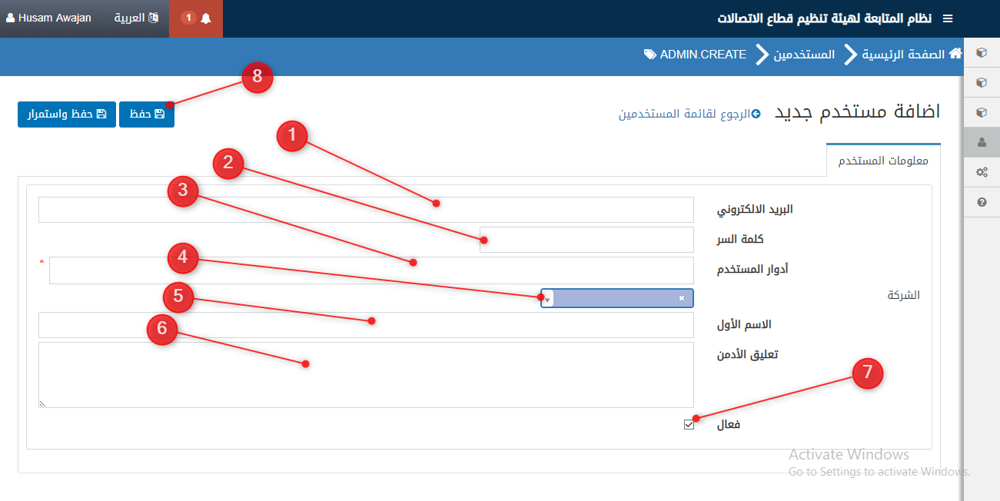 نظام المتابعة لهيئة تنظيم قطاع الاتصالات
1
العربية
Husam Awajan
الصفحة الرئيسية
المستخدمين
ADMIN.CREATE
اضافة مستخدم جديد
الرجوع لقائمة المستخدمين
حفظ
حفظ واستمرار
8
معلومات المستخدم
1
البريد الالكتروني
2
كلمة السر
3
أدوار المستخدم
*
4
الشركة
5
الاسم الأول
6
تعليق الأدمن
7
فعال
Activate Windows
Go to Settings to activate Windows.